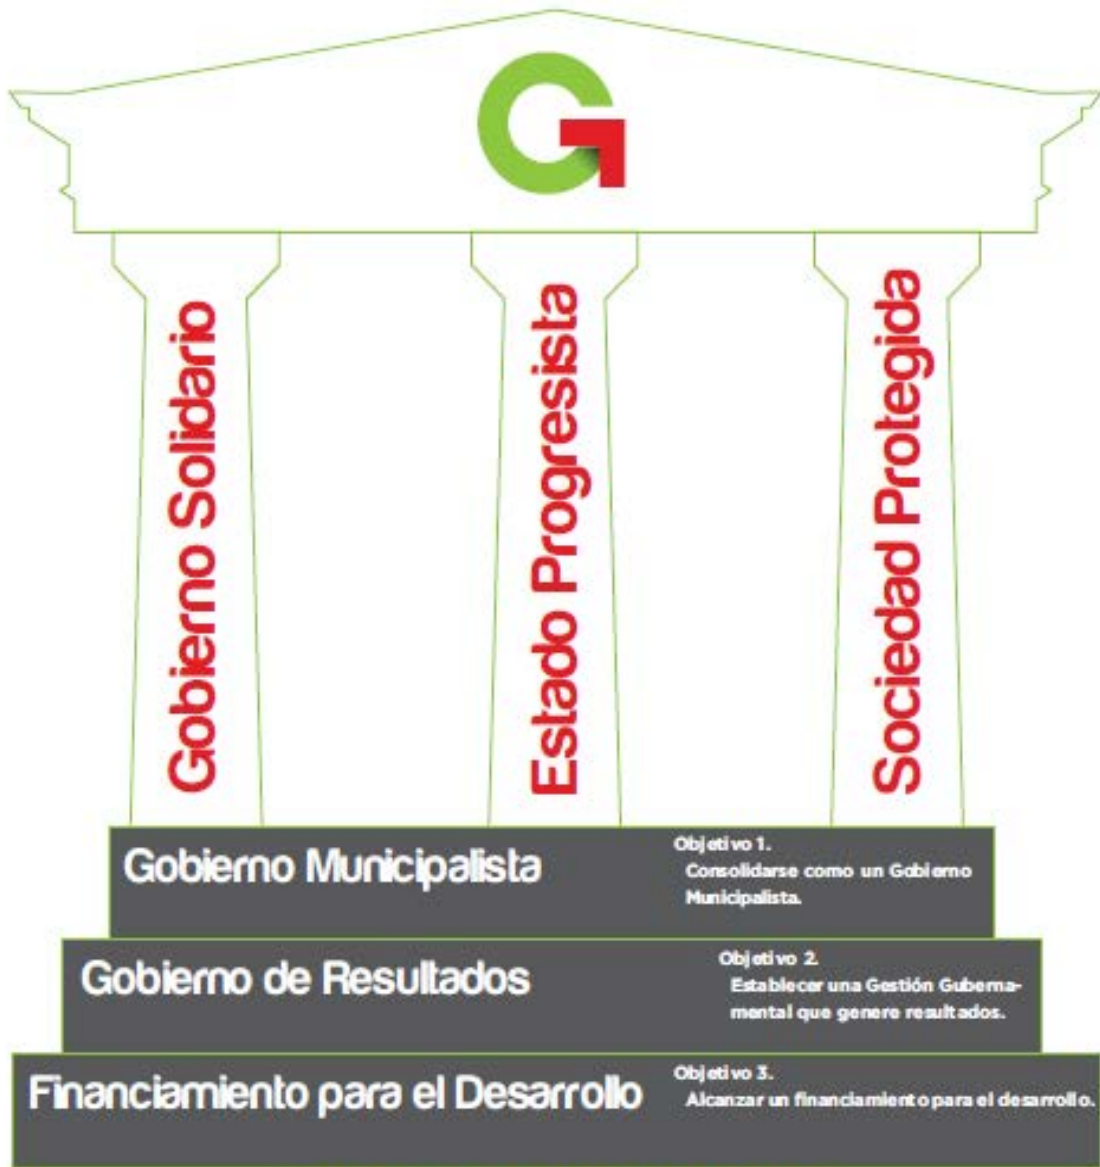 Gobierno Solidario
Estado Progresista
Sociedad Protegida
Gobierno Municipalista
Objetivo 1.
Consolidarse como un Gobierno
Municipalista.
Gobierno de Resultados
Objetivo 2.
Establecer una Gestión Guberna-
mental que genere resultados.
Financiamiento para el Desarrollo
Objetivo 3.
Alcanzar un financiamiento para el desarrollo.